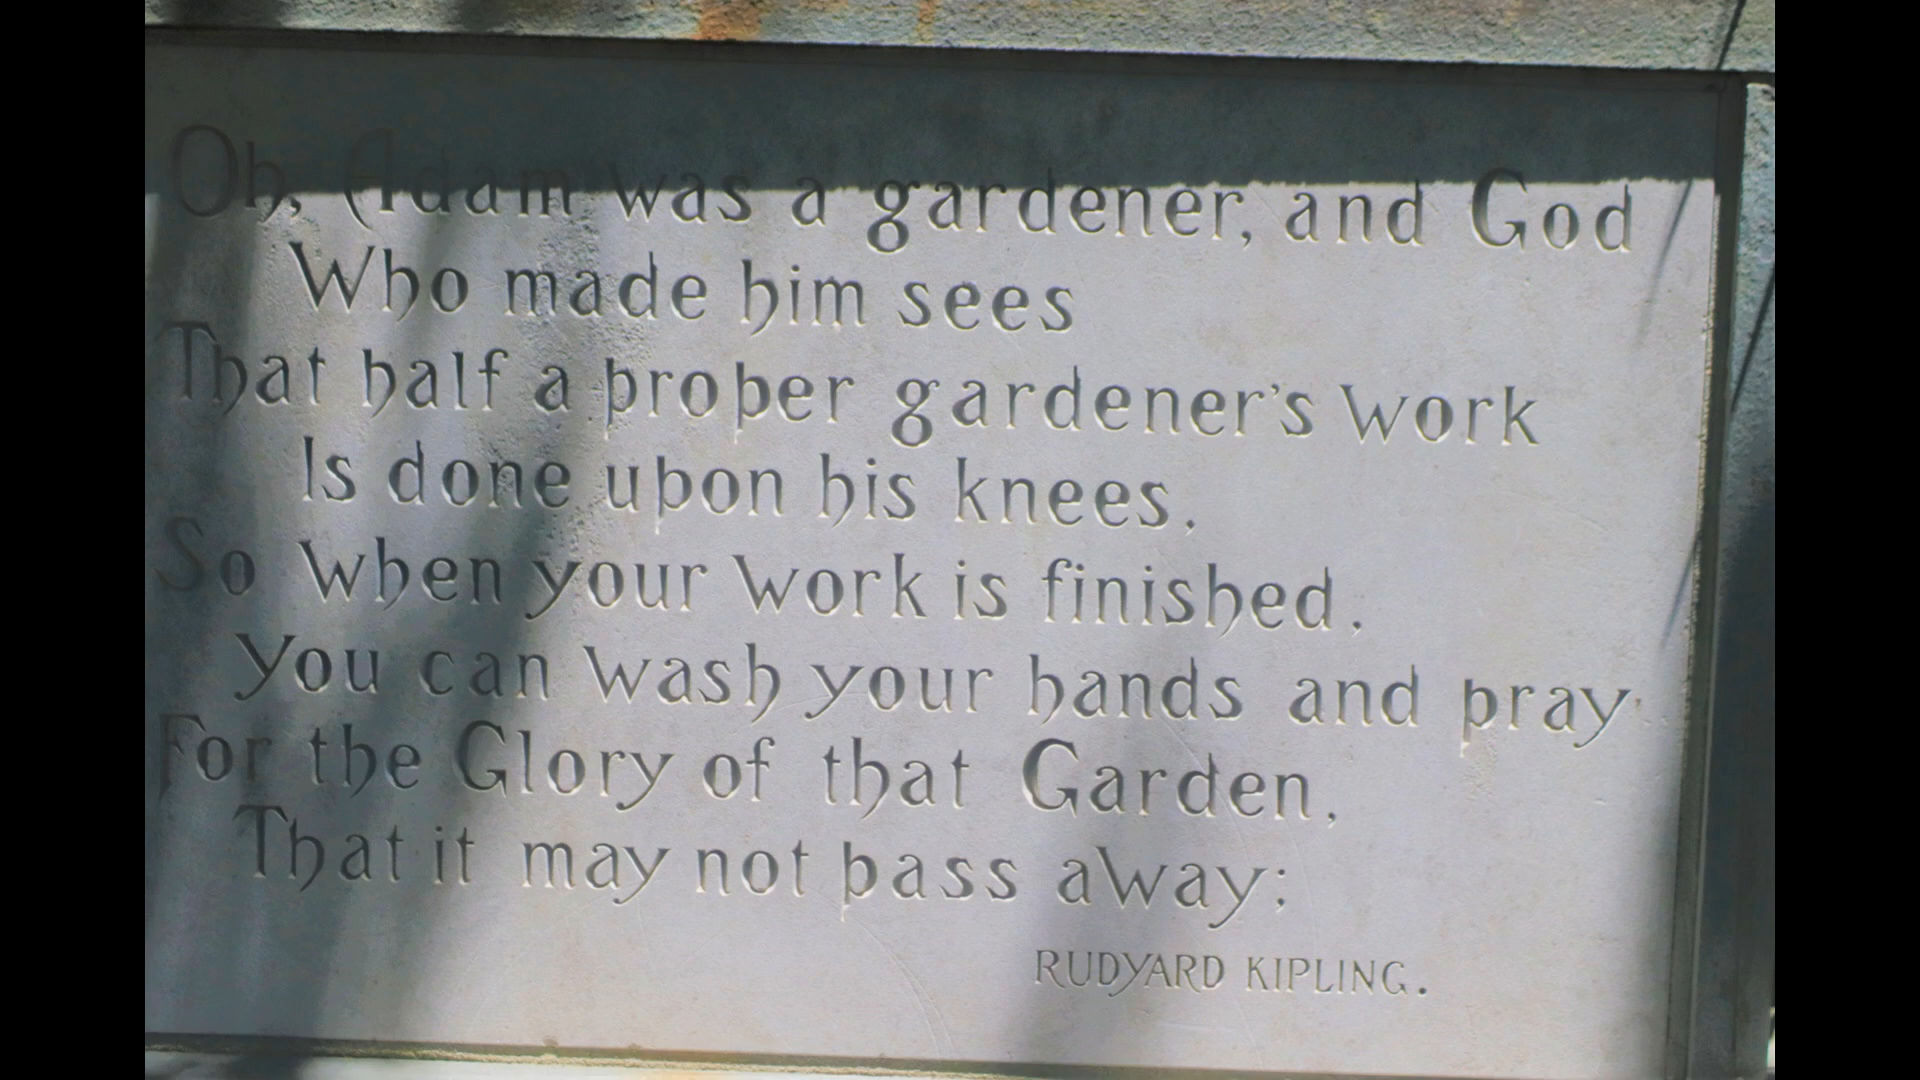 Oh, Adam was a gardener, and God
Who made him sees
That half a proper gardener's work
Is done upon his knees,
So when your work is finished,
You can wash your hands and pray
For the Glory of that Garden,
That it may not pass away;
RUDYARD KIPLING.